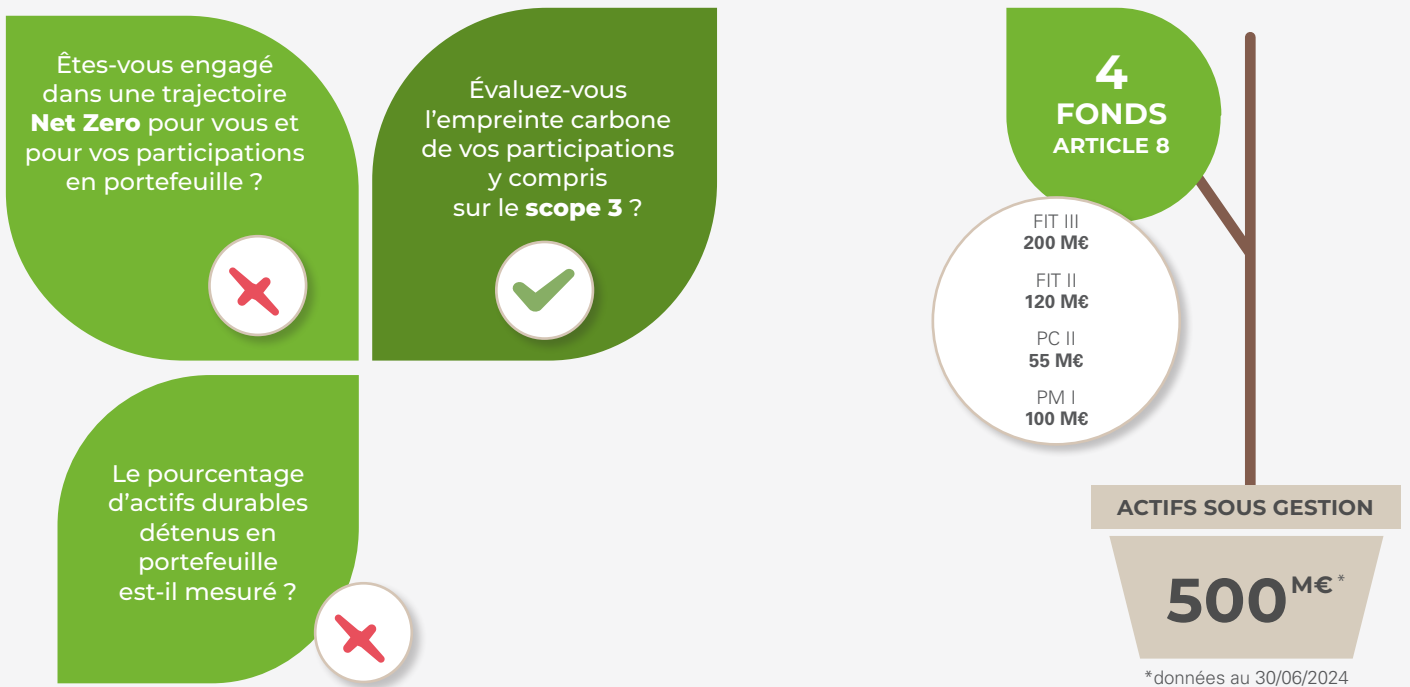 Êtes-vous engagé
dans une trajectoire
Net Zero pour vous et
pour vos participations
en portefeuille ?
Évaluez-vous
l'empreinte carbone
de vos participations
y compris
sur le scope 3 ?
Le pourcentage
d'actifs durables
détenus en
portefeuille
est-il mesuré ?
4
FONDS
ARTICLE 8
FIT III
200 M€
FIT II
120 M€
PC II
55 M€
PM I
100 M€
ACTIFS SOUS GESTION
500 M€*
*données au 30/06/2024